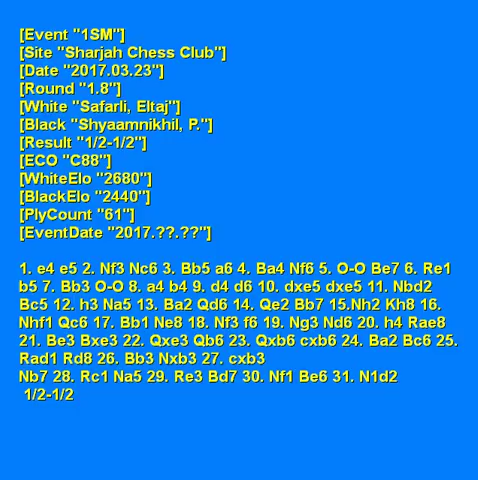 [Event "1SM"]
[Site "Sharjah Chess Club"]
[Date "2017.03.23"]
[Round "1.8"]
[White "Safarli, Eltaj"]
[Black "Shyaamnikhil, P."]
[Result "1/2-1/2"]
[ECO "C88"]
[WhiteElo "2680"]
[BlackElo "2440"]
[PlyCount "61"]
[EventDate "2017.??.??"]
1. e4 e5 2. Nf3 Nc6 3. Bb5 a6 4. Ba4 Nf6 5. O-O Be7 6. Re1
b5 7. Bb3 O-O 8. a4 b4 9. d4 d6 10. dxe5 dxe5 11. Nbd2
Bc5 12. h3 Na5 13. Ba2 Qd6 14. Qe2 Bb7 15.Nh2 Kh8 16.
Nhf1 Qc6 17. Bb1 Ne8 18. Nf3 f6 19. Ng3 Nd6 20. h4 Rae8
21. Be3 Bxe3 22. Qxe3 Qb6 23. Qxb6 cxb6 24. Ba2 Bc6 25.
Rad1 Rd8 26. Bb3 Nxb3 27. cxb3
Nb7 28. Rc1 Na5 29. Re3 Bd7 30. Nf1 Be6 31. N1d2
1/2-1/2